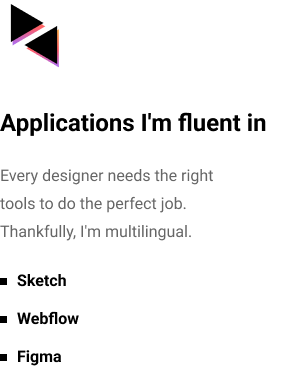 Applications I'm fluent in
Every designer needs the right
tools to do the perfect job.
Thankfully, I'm multilingual.
Sketch
Webflow
Figma